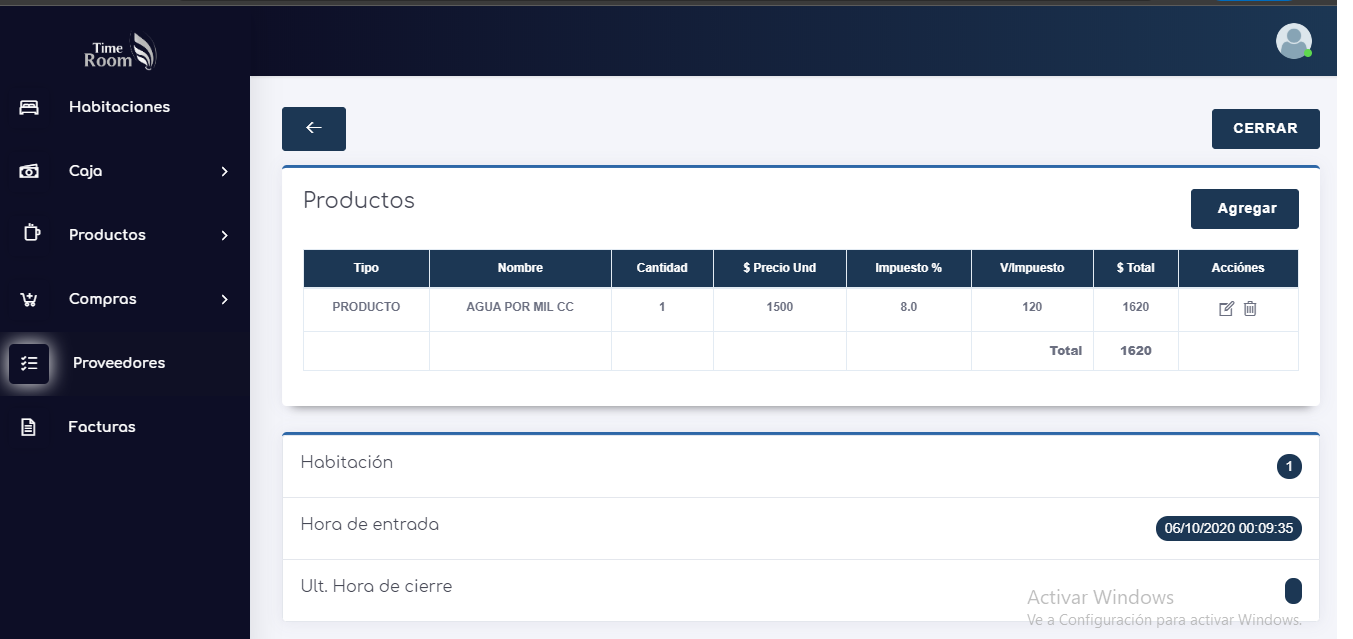 Time
Room
Habitaciones
Caja
Productos
Compras
Proveedores
Facturas
CERRAR
Productos
Agregar
Tipo Nombre Cantidad $ Precio Und Impuesto % V/Impuesto $ Total Acciónes
PRODUCTO AGUA POR MIL CC 1 1500 8.0 120 1620
Total 1620
Habitación 1
Hora de entrada 06/10/2020 00:09:35
Ult. Hora de cierre
Activar Windows
Ve a Configuración para activar Windows.